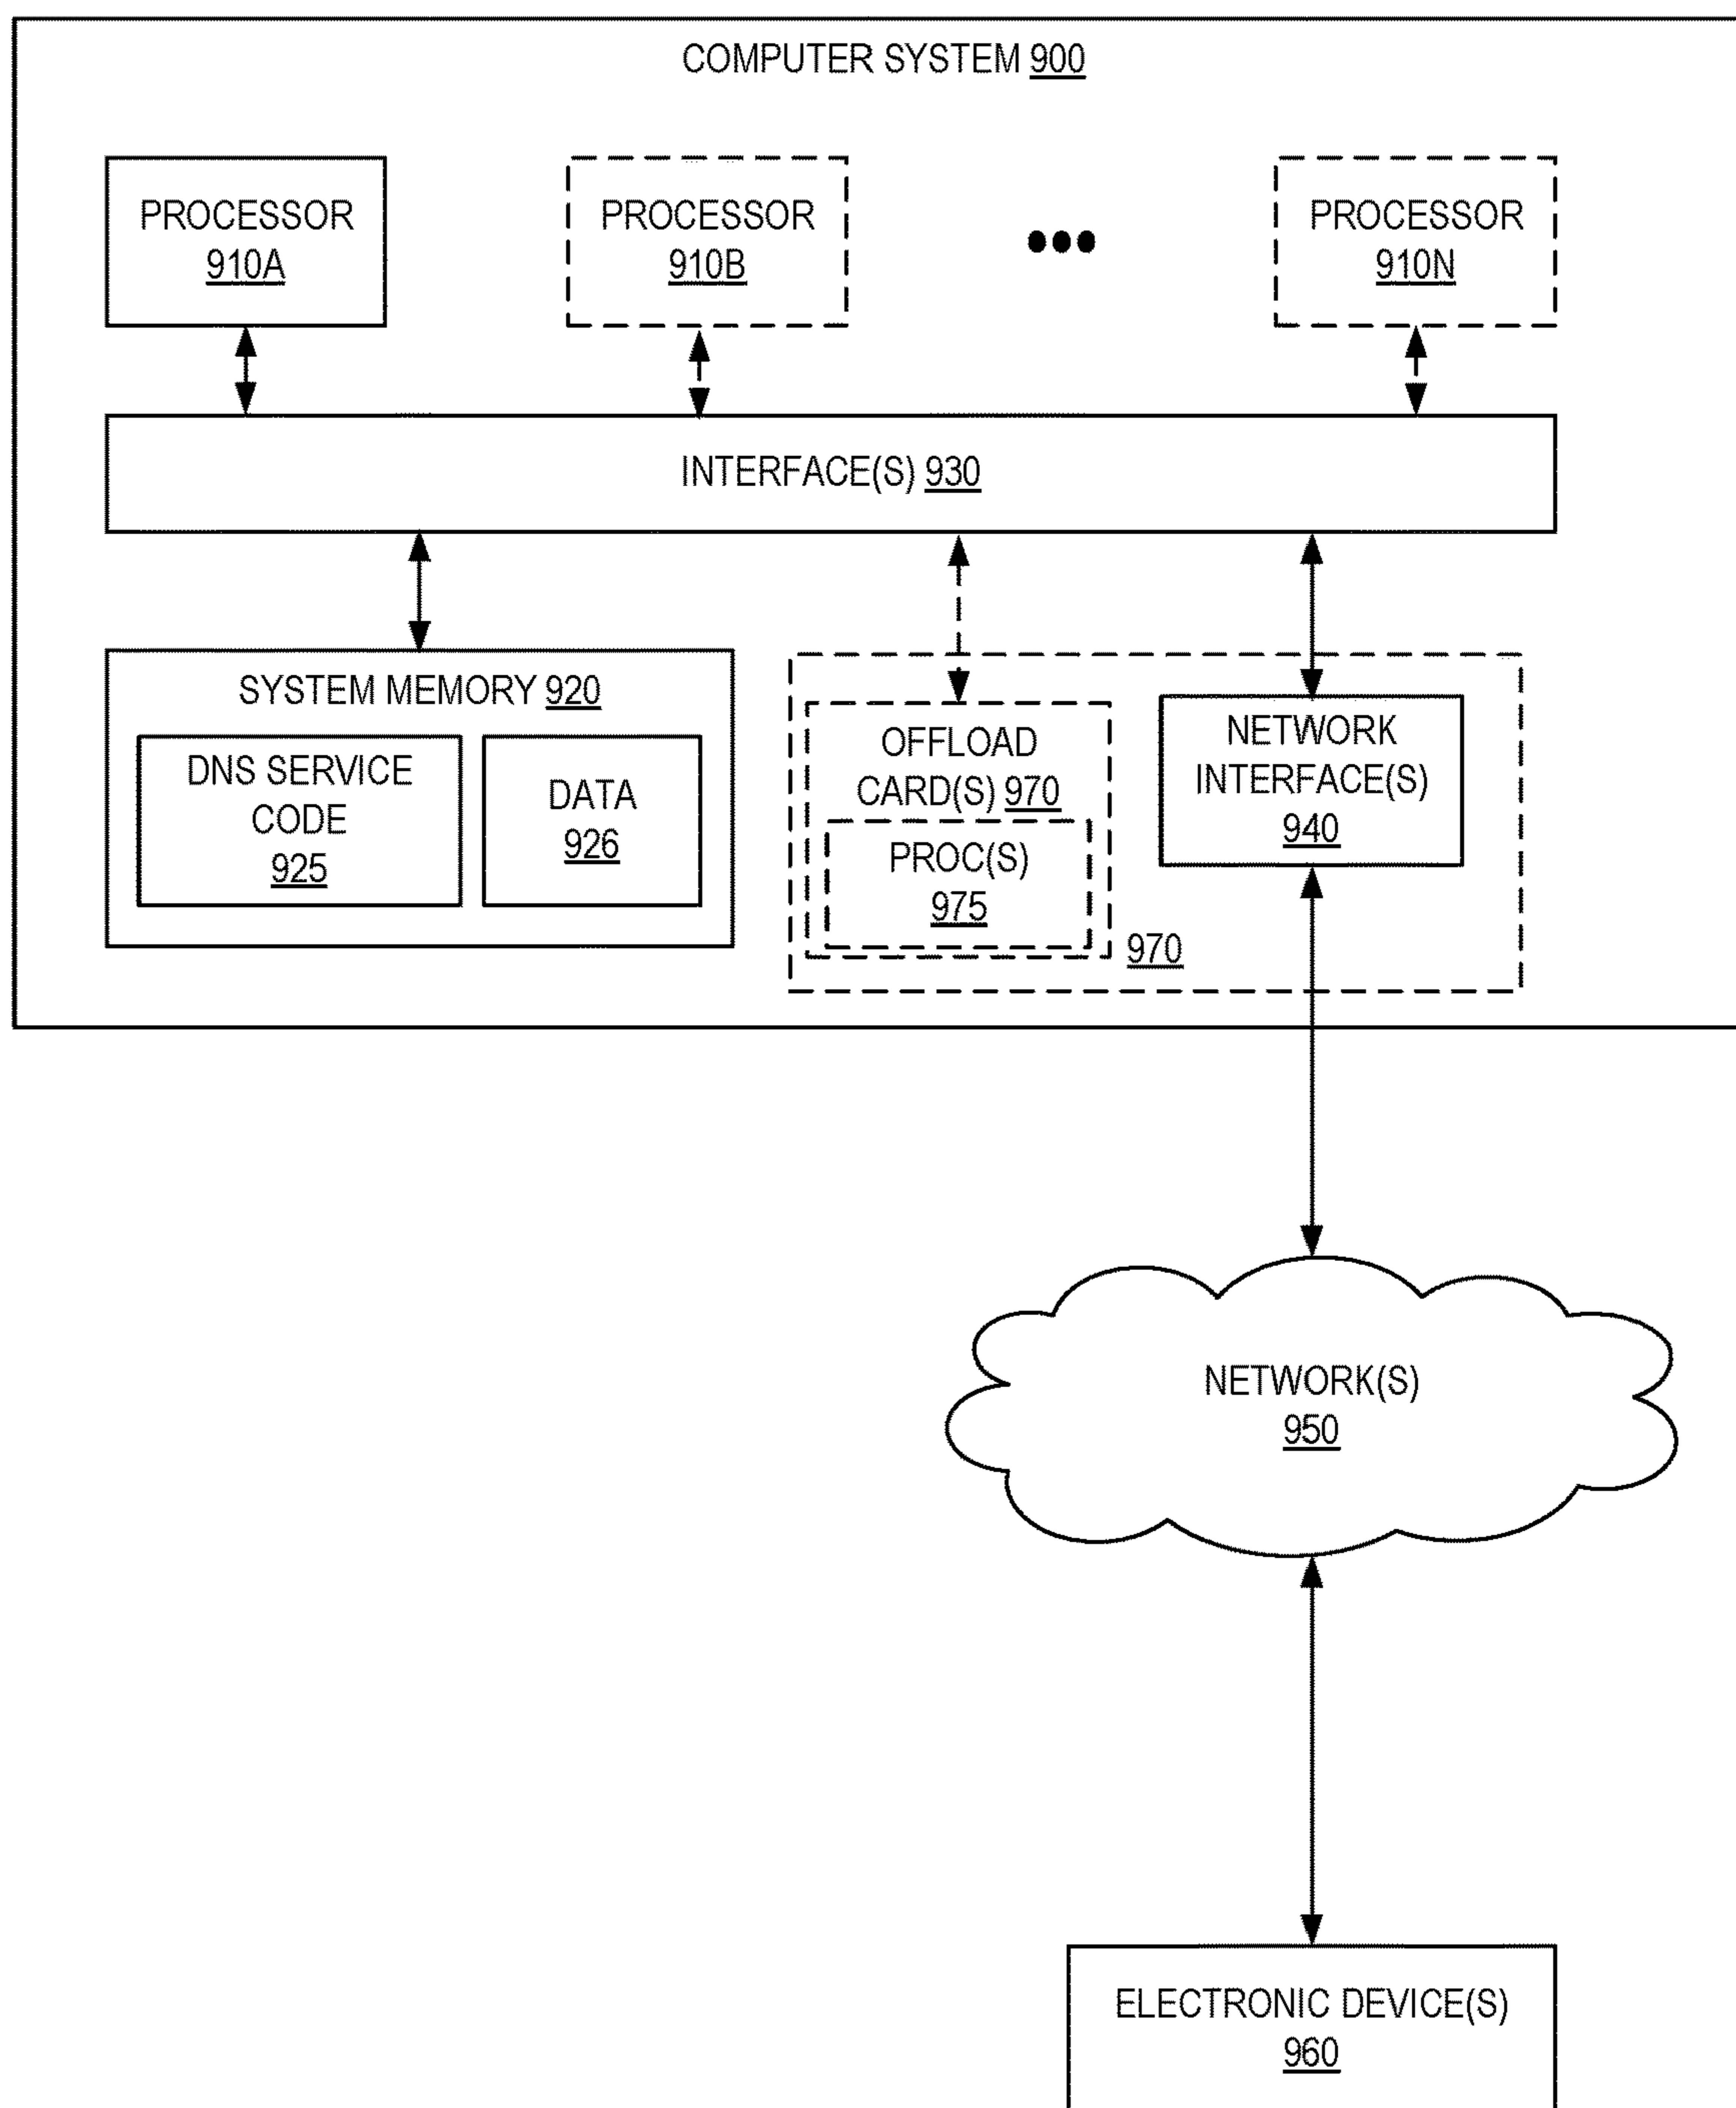 COMPUTER SYSTEM 900
PROCESSOR
910A
PROCESSOR
910B
PROCESSOR
910N
INTERFACE(S) 930
SYSTEM MEMORY 920
DNS SERVICE
CODE
925
DATA
926
OFFLOAD
CARD(S) 970
PROC(S)
975
970
NETWORK
INTERFACE(S)
940
NETWORK(S)
950
ELECTRONIC DEVICE(S)
960